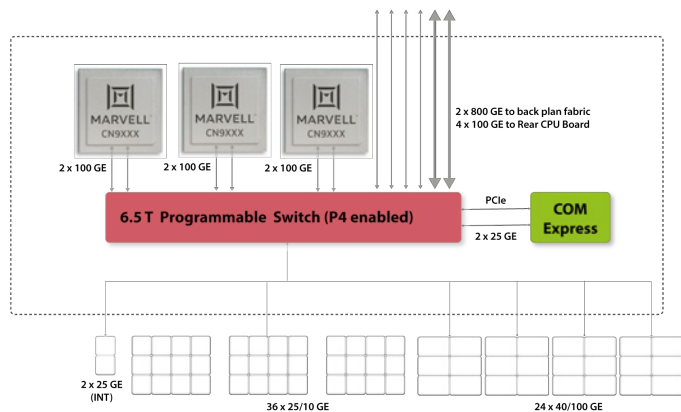 2 x 800 GE to back plan fabric
4 x 100 GE to Rear CPU Board
MARVELL
CN9XXX
MARVELL
CN9XXX
MARVELL
CN9XXX
2 x 100 GE
2 x 100 GE
2 x 100 GE
6.5 T Programmable Switch (P4 enabled)
PCIe
2 x 25 GE
COM
Express
2 x 25 GE
(INT)
36 x 25/10 GE
24 x 40/100 GE